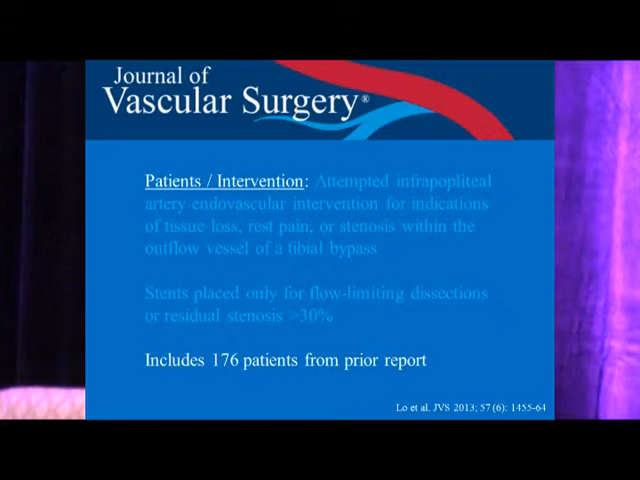 Journal of
Vascular Surgery®
Patients / Intervention: Attempted infrapopliteal
artery endovascular intervention for indications
of tissue loss, rest pain, or stenosis within the
outflow vessel of a tibial bypass
Stents placed only for flow-limiting dissections
or residual stenosis >30%
Includes 176 patients from prior report
Lo et al. JVS 2013; 57(6): 1455-64